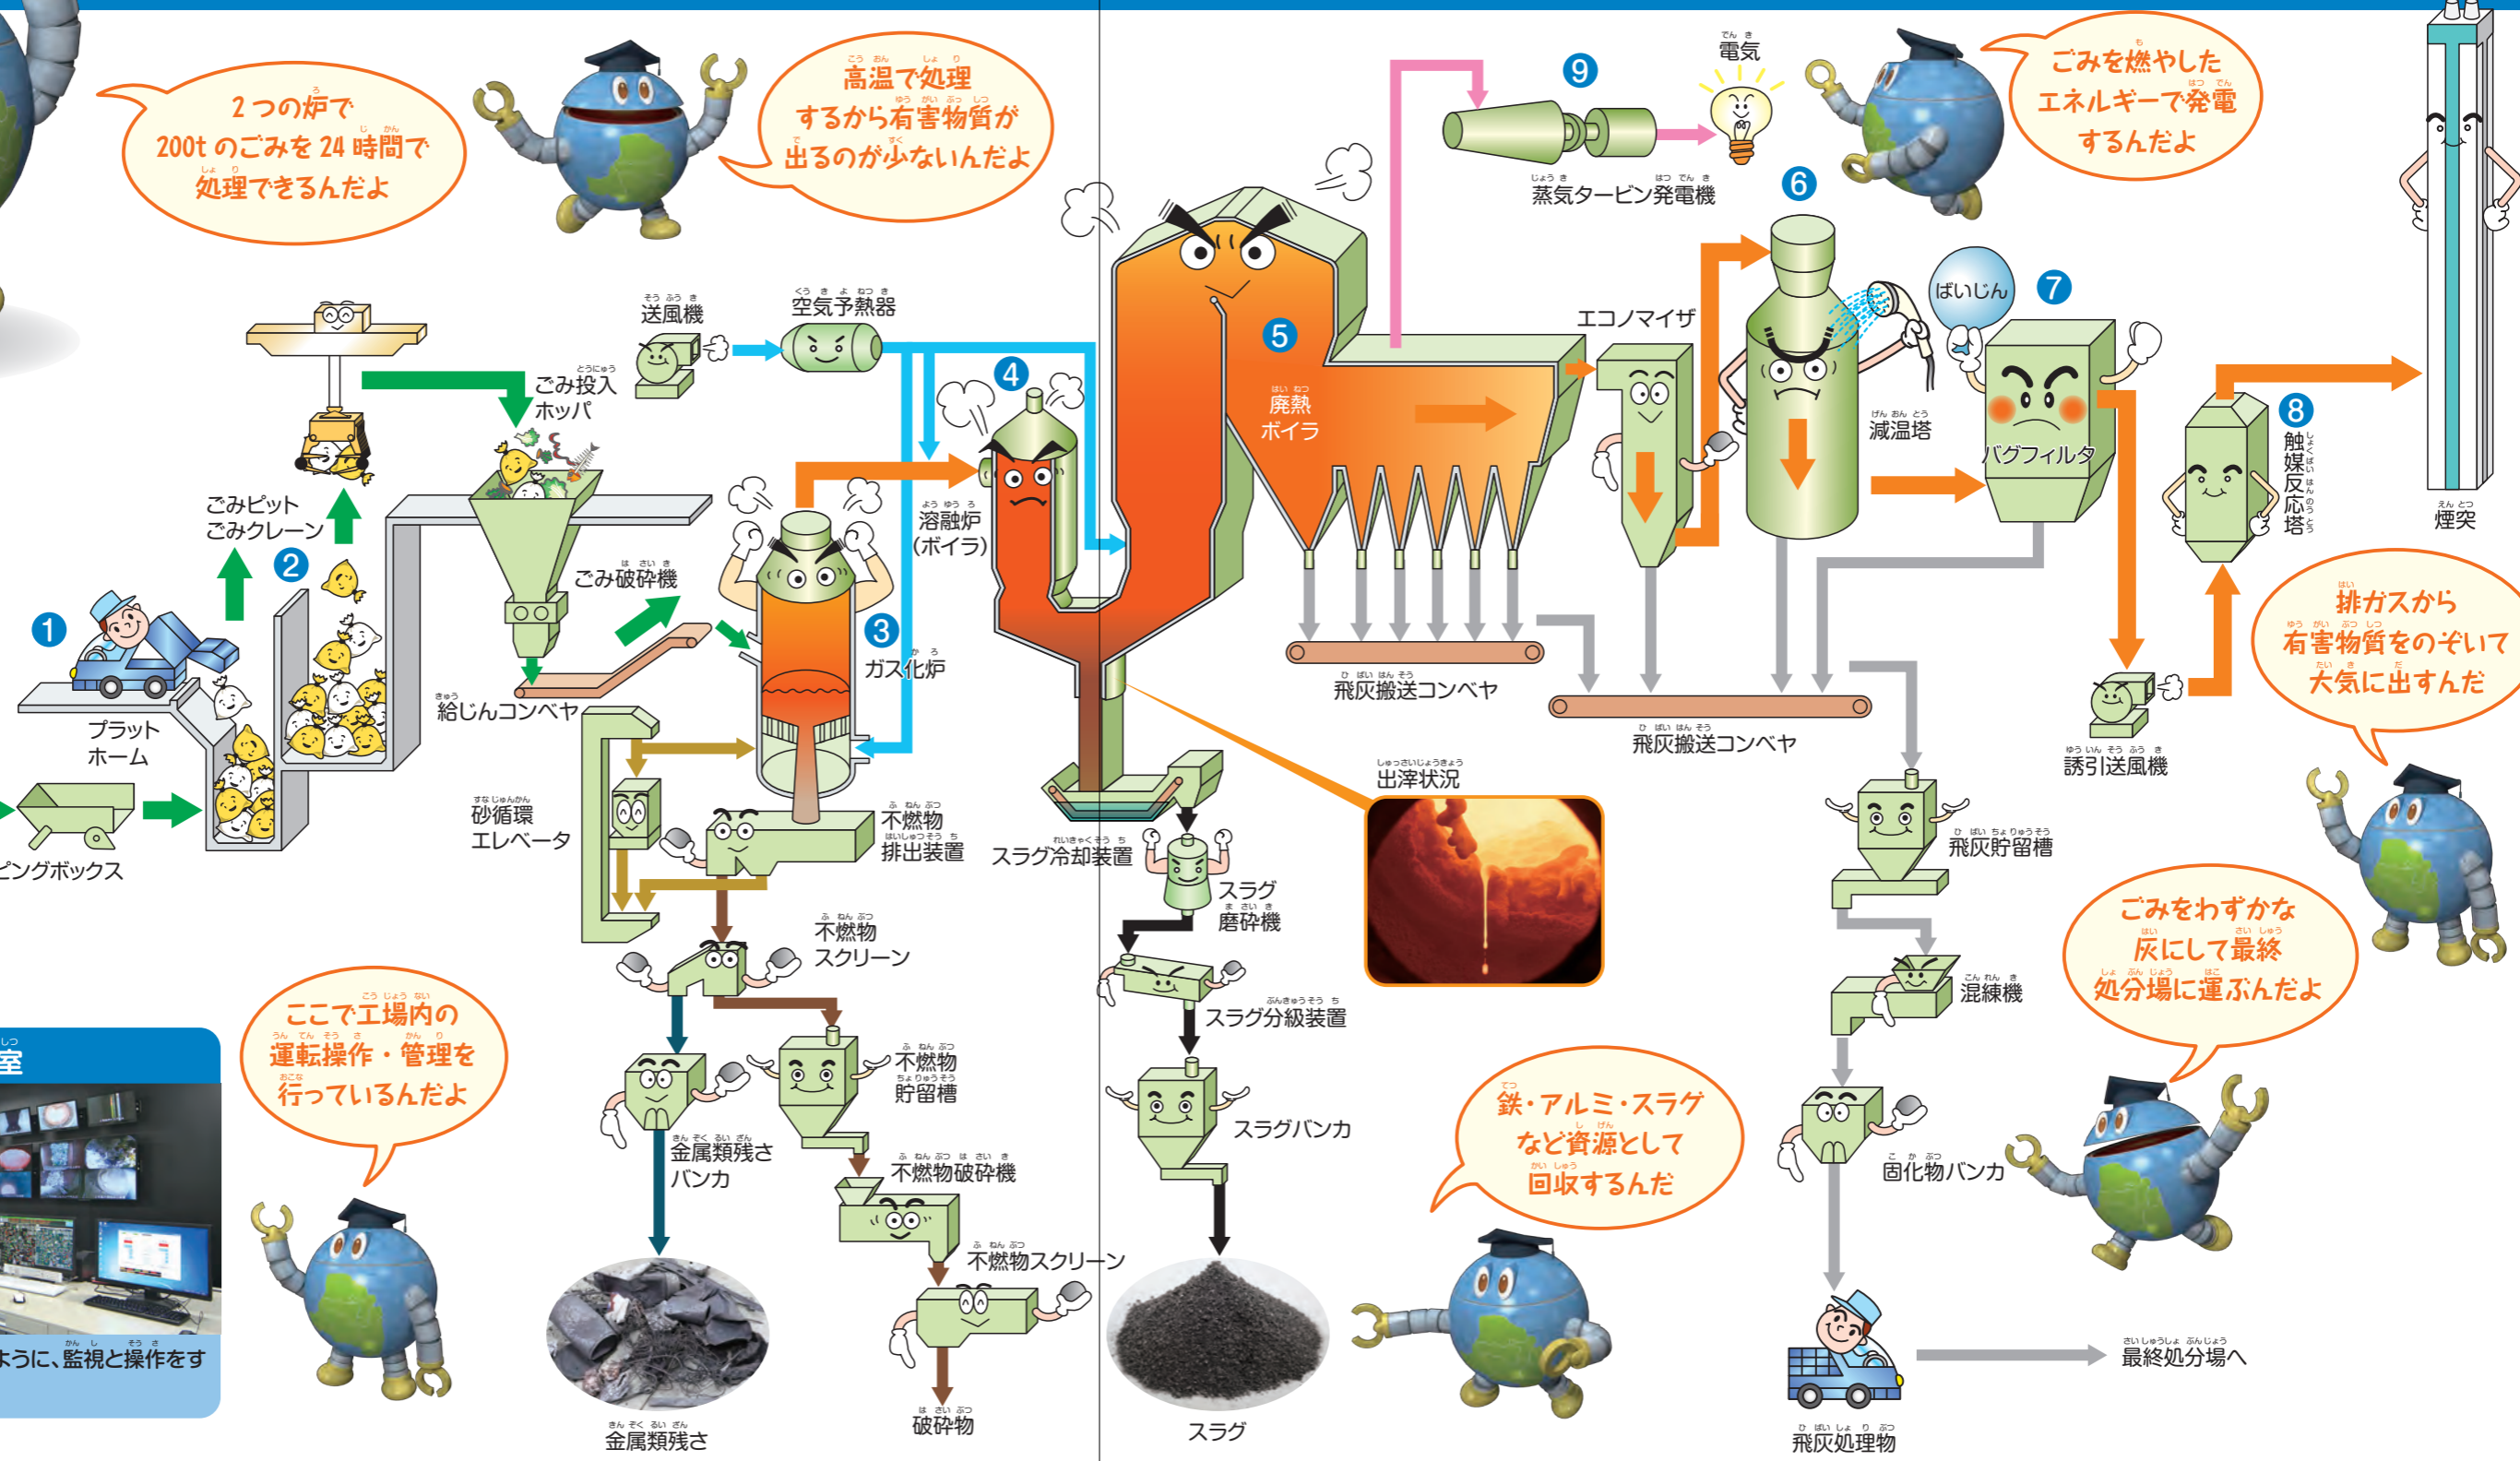 2つの炉で
200tのごみを24時間で
処理できるんだよ
高温で処理
するから有害物質が
出るのが少ないんだよ
⑨
電気
蒸気タービン発電機
ごみを燃やした
エネルギーで発電
するんだよ
送風機
空気予熱器
ごみ投入
ホッパ
④
溶融炉
(ボイラ)
⑤
廃熱
ボイラ
エコノマイザ
⑥
減温塔
ばいじん
⑦
バグフィルタ
⑧
触媒反応塔
煙突
ごみピット
ごみクレーン
②
①
プラット
ホーム
ピングボックス
ごみ破砕機
給じんコンベヤ
③
ガス化炉
砂循環
エレベータ
不燃物
排出装置
不燃物
スクリーン
スラグ冷却装置
スラグ
磨砕機
スラグ分級装置
スラグバンカ
スラグ
出滓状況
飛灰搬送コンベヤ
飛灰搬送コンベヤ
誘引送風機
排ガスから
有害物質をのぞいて
大気に出すんだ
飛灰貯留槽
混練機
固化物バンカ
ごみをわずかな
灰にして最終
処分場に運ぶんだよ
飛灰処理物
最終処分場へ
鉄・アルミ・スラグ
など資源として
回収するんだ
不燃物
貯留槽
金属類残さ
バンカ
不燃物破砕機
不燃物スクリーン
破砕物
金属類残さ
ここで工場内の
運転操作・管理を
行っているんだよ
室
ように、監視と操作をす